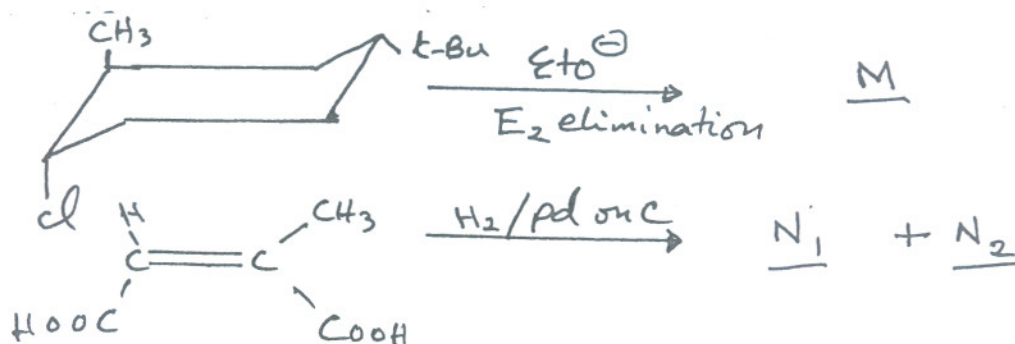 CH3
t-Bu
Eto⊖
M
E2 elimination
Cl
H
CH3
H2/pd on C
N1 + N2
C
C
HOOC
COOH